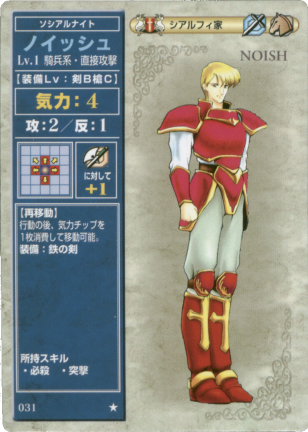 ソシアルナイト
ノイッシュ
Lv.1 騎兵系・直接攻撃
[装備Lv:剣B槍C]
気力:4
攻:2/反:1
に対して
+1
【再移動】
行動の後、気力チップを
1枚消費して移動可能。
装備:鉄の剣
所持スキル
・必殺 ・突撃
031
★
シアルフィ家
NOISH